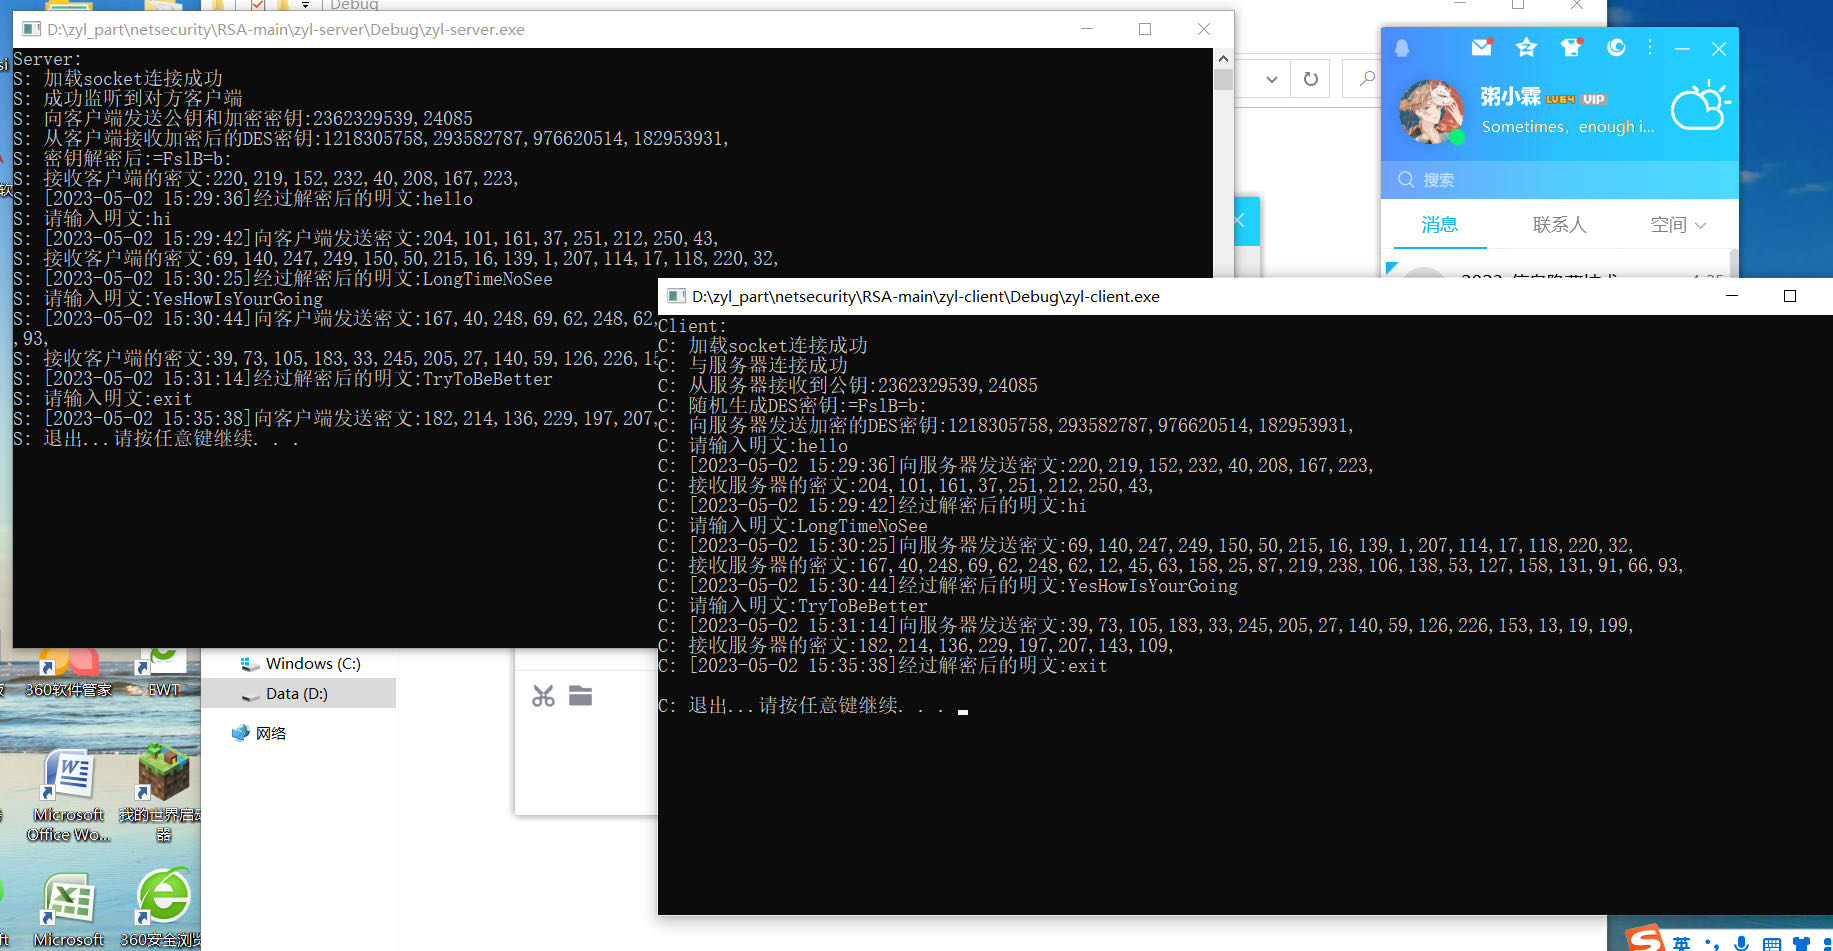 Debug
D:\zyl_part\netsecurity\RSA-main\zyl-server\Debug\zyl-server.exe
Server:
S: 加载socket连接成功
S: 成功监听到对方客户端
S: 向客户端发送公钥和加密密钥:2362329539,24085
S: 从客户端接收加密后的DES密钥:1218305758,293582787,976620514,182953931,
S: 密钥解密后:=FslB=b:
S: 接收客户端的密文:220,219,152,232,40,208,167,223,
S: [2023-05-02 15:29:36]经过解密后的明文:hello
S: 请输入明文:hi
S: [2023-05-02 15:29:42]向客户端发送密文:204,101,161,37,251,212,250,43,
S: 接收客户端的密文:69,140,247,249,150,50,215,16,139,1,207,114,17,118,220,32,
S: [2023-05-02 15:30:25]经过解密后的明文:LongTimeNoSee
S: 请输入明文:YesHowIsYourGoing
S: [2023-05-02 15:30:44]向客户端发送密文:167,40,248,69,62,248,62,
,93,
S: 接收客户端的密文:39,73,105,183,33,245,205,27,140,59,126,226,15
S: [2023-05-02 15:31:14]经过解密后的明文:TryToBeBetter
S: 请输入明文:exit
S: [2023-05-02 15:35:38]向客户端发送密文:182,214,136,229,197,207,
S: 退出...请按任意键继续. . .
粥小霖 LV64 VIP
Sometimes，enough i...
搜索
消息 联系人 空间
D:\zyl_part\netsecurity\RSA-main\zyl-client\Debug\zyl-client.exe
Client:
C: 加载socket连接成功
C: 与服务器连接成功
C: 从服务器接收到公钥:2362329539,24085
C: 随机生成DES密钥:=FslB=b:
C: 向服务器发送加密的DES密钥:1218305758,293582787,976620514,182953931,
C: 请输入明文:hello
C: [2023-05-02 15:29:36]向服务器发送密文:220,219,152,232,40,208,167,223,
C: 接收服务器的密文:204,101,161,37,251,212,250,43,
C: [2023-05-02 15:29:42]经过解密后的明文:hi
C: 请输入明文:LongTimeNoSee
C: [2023-05-02 15:30:25]向服务器发送密文:69,140,247,249,150,50,215,16,139,1,207,114,17,118,220,32,
C: 接收服务器的密文:167,40,248,69,62,248,62,12,45,63,158,25,87,219,238,106,138,53,127,158,131,91,66,93,
C: [2023-05-02 15:30:44]经过解密后的明文:YesHowIsYourGoing
C: 请输入明文:TryToBeBetter
C: [2023-05-02 15:31:14]向服务器发送密文:39,73,105,183,33,245,205,27,140,59,126,226,153,13,19,199,
C: 接收服务器的密文:182,214,136,229,197,207,143,109,
C: [2023-05-02 15:35:38]经过解密后的明文:exit
C: 退出...请按任意键继续. . .
Windows (C:)
Data (D:)
网络
360软件管家
EWT
Microsoft
Office Wo...
我的世界启动
器
Microsoft
360安全浏览
英